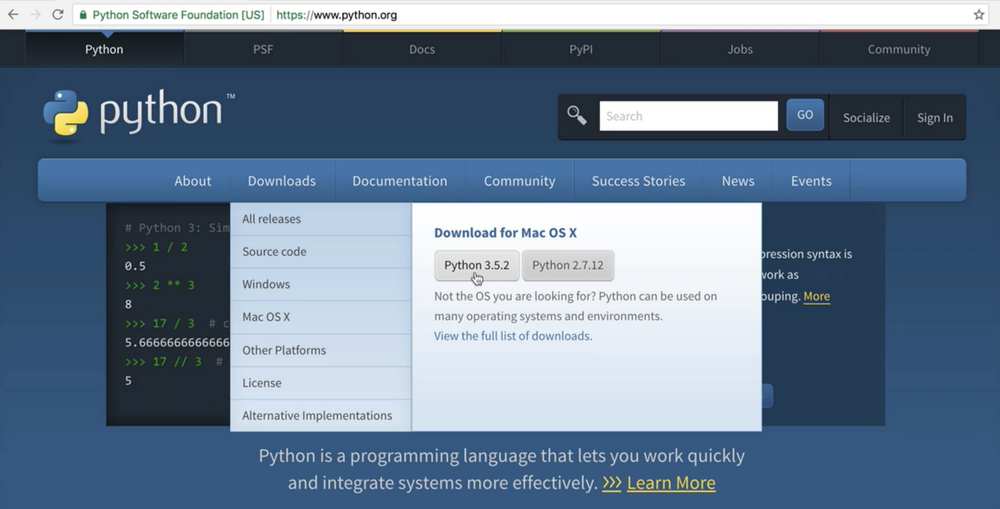 Python Software Foundation [US] https://www.python.org
Python PSF Docs PyPI Jobs Community
python™
Search GO Socialize Sign In
About Downloads Documentation Community Success Stories News Events
# Python 3: Sim
>>> 1 / 2
0.5
>>> 2 ** 3
8
>>> 17 / 3 # c
5.6666666666666
>>> 17 // 3 #
5
All releases
Source code
Windows
Mac OS X
Other Platforms
License
Alternative Implementations
Download for Mac OS X
Python 3.5.2 Python 2.7.12
Not the OS you are looking for? Python can be used on
many operating systems and environments.
View the full list of downloads.
pression syntax is
work as
ouping. More
Python is a programming language that lets you work quickly
and integrate systems more effectively. >>> Learn More